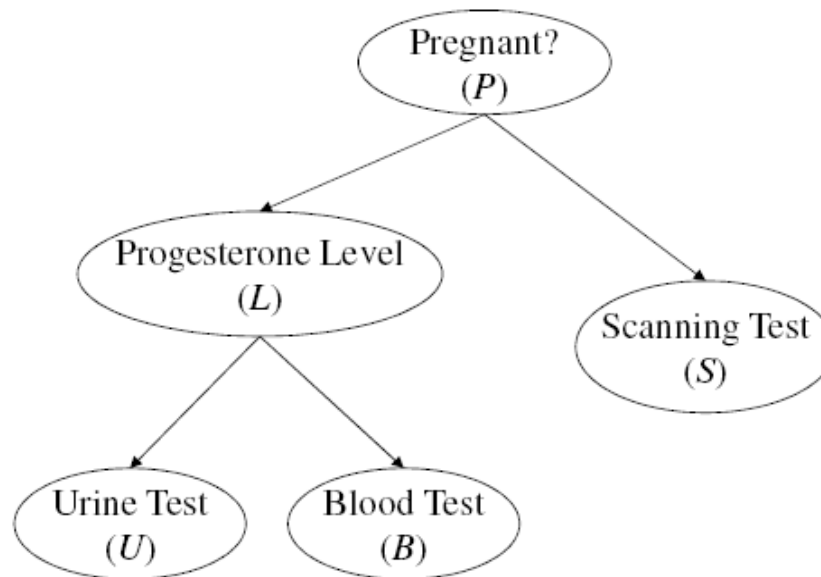 Pregnant?
(P)
Progesterone Level
(L)
Scanning Test
(S)
Urine Test
(U)
Blood Test
(B)